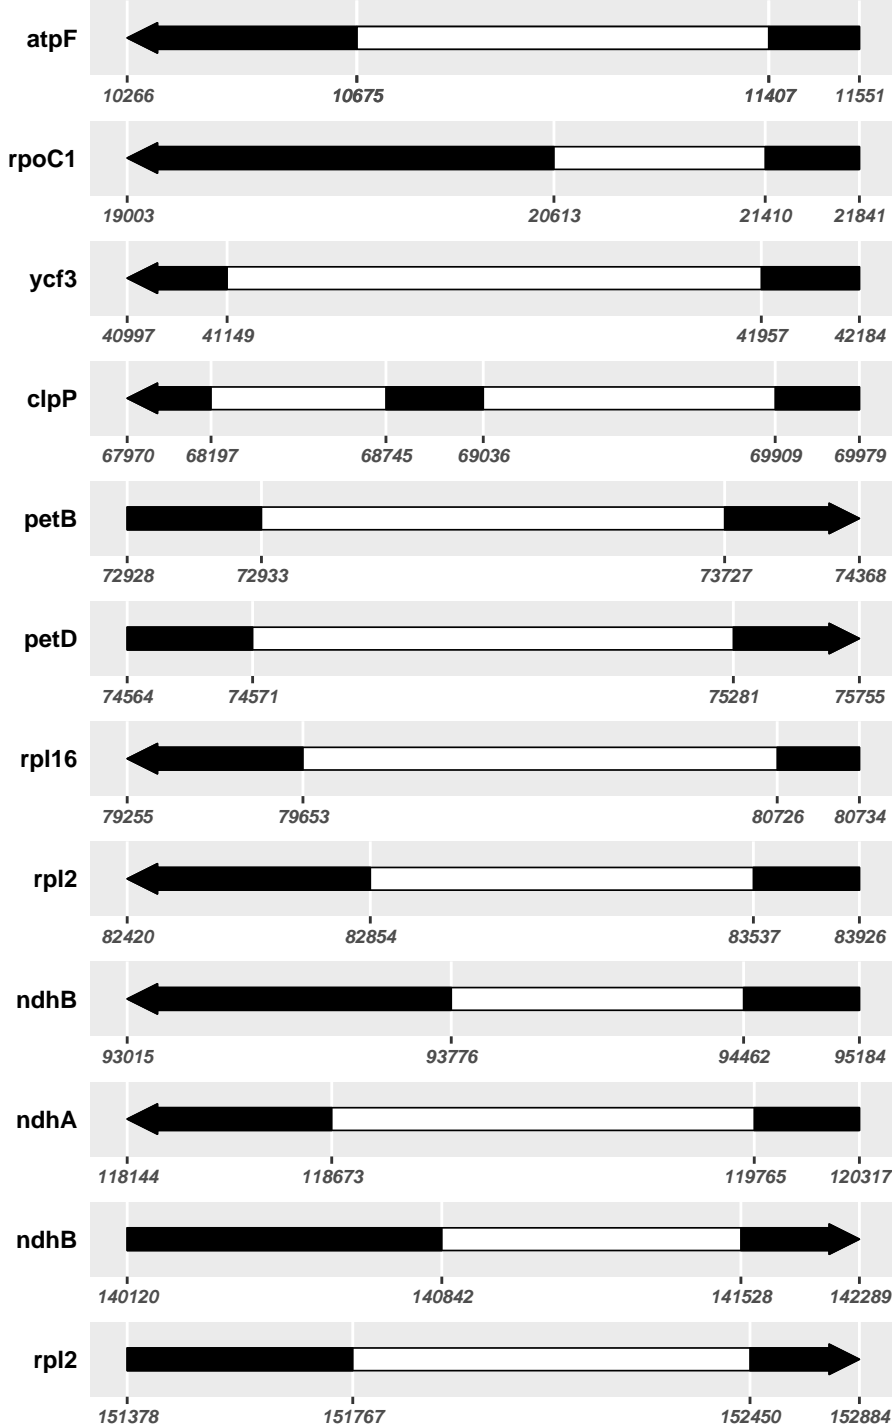 atpF
10266 10675 11407 11551
rpoC1
19003 20613 21410 21841
ycf3
40997 41149 41957 42184
clpP
67970 68197 68745 69036 69909 69979
petB
72928 72933 73727 74368
petD
74564 74571 75281 75755
rpl16
79255 79653 80726 80734
rpl2
82420 82854 83537 83926
ndhB
93015 93776 94462 95184
ndhA
118144 118673 119765 120317
ndhB
140120 140842 141528 142289
rpl2
151378 151767 152450 152884